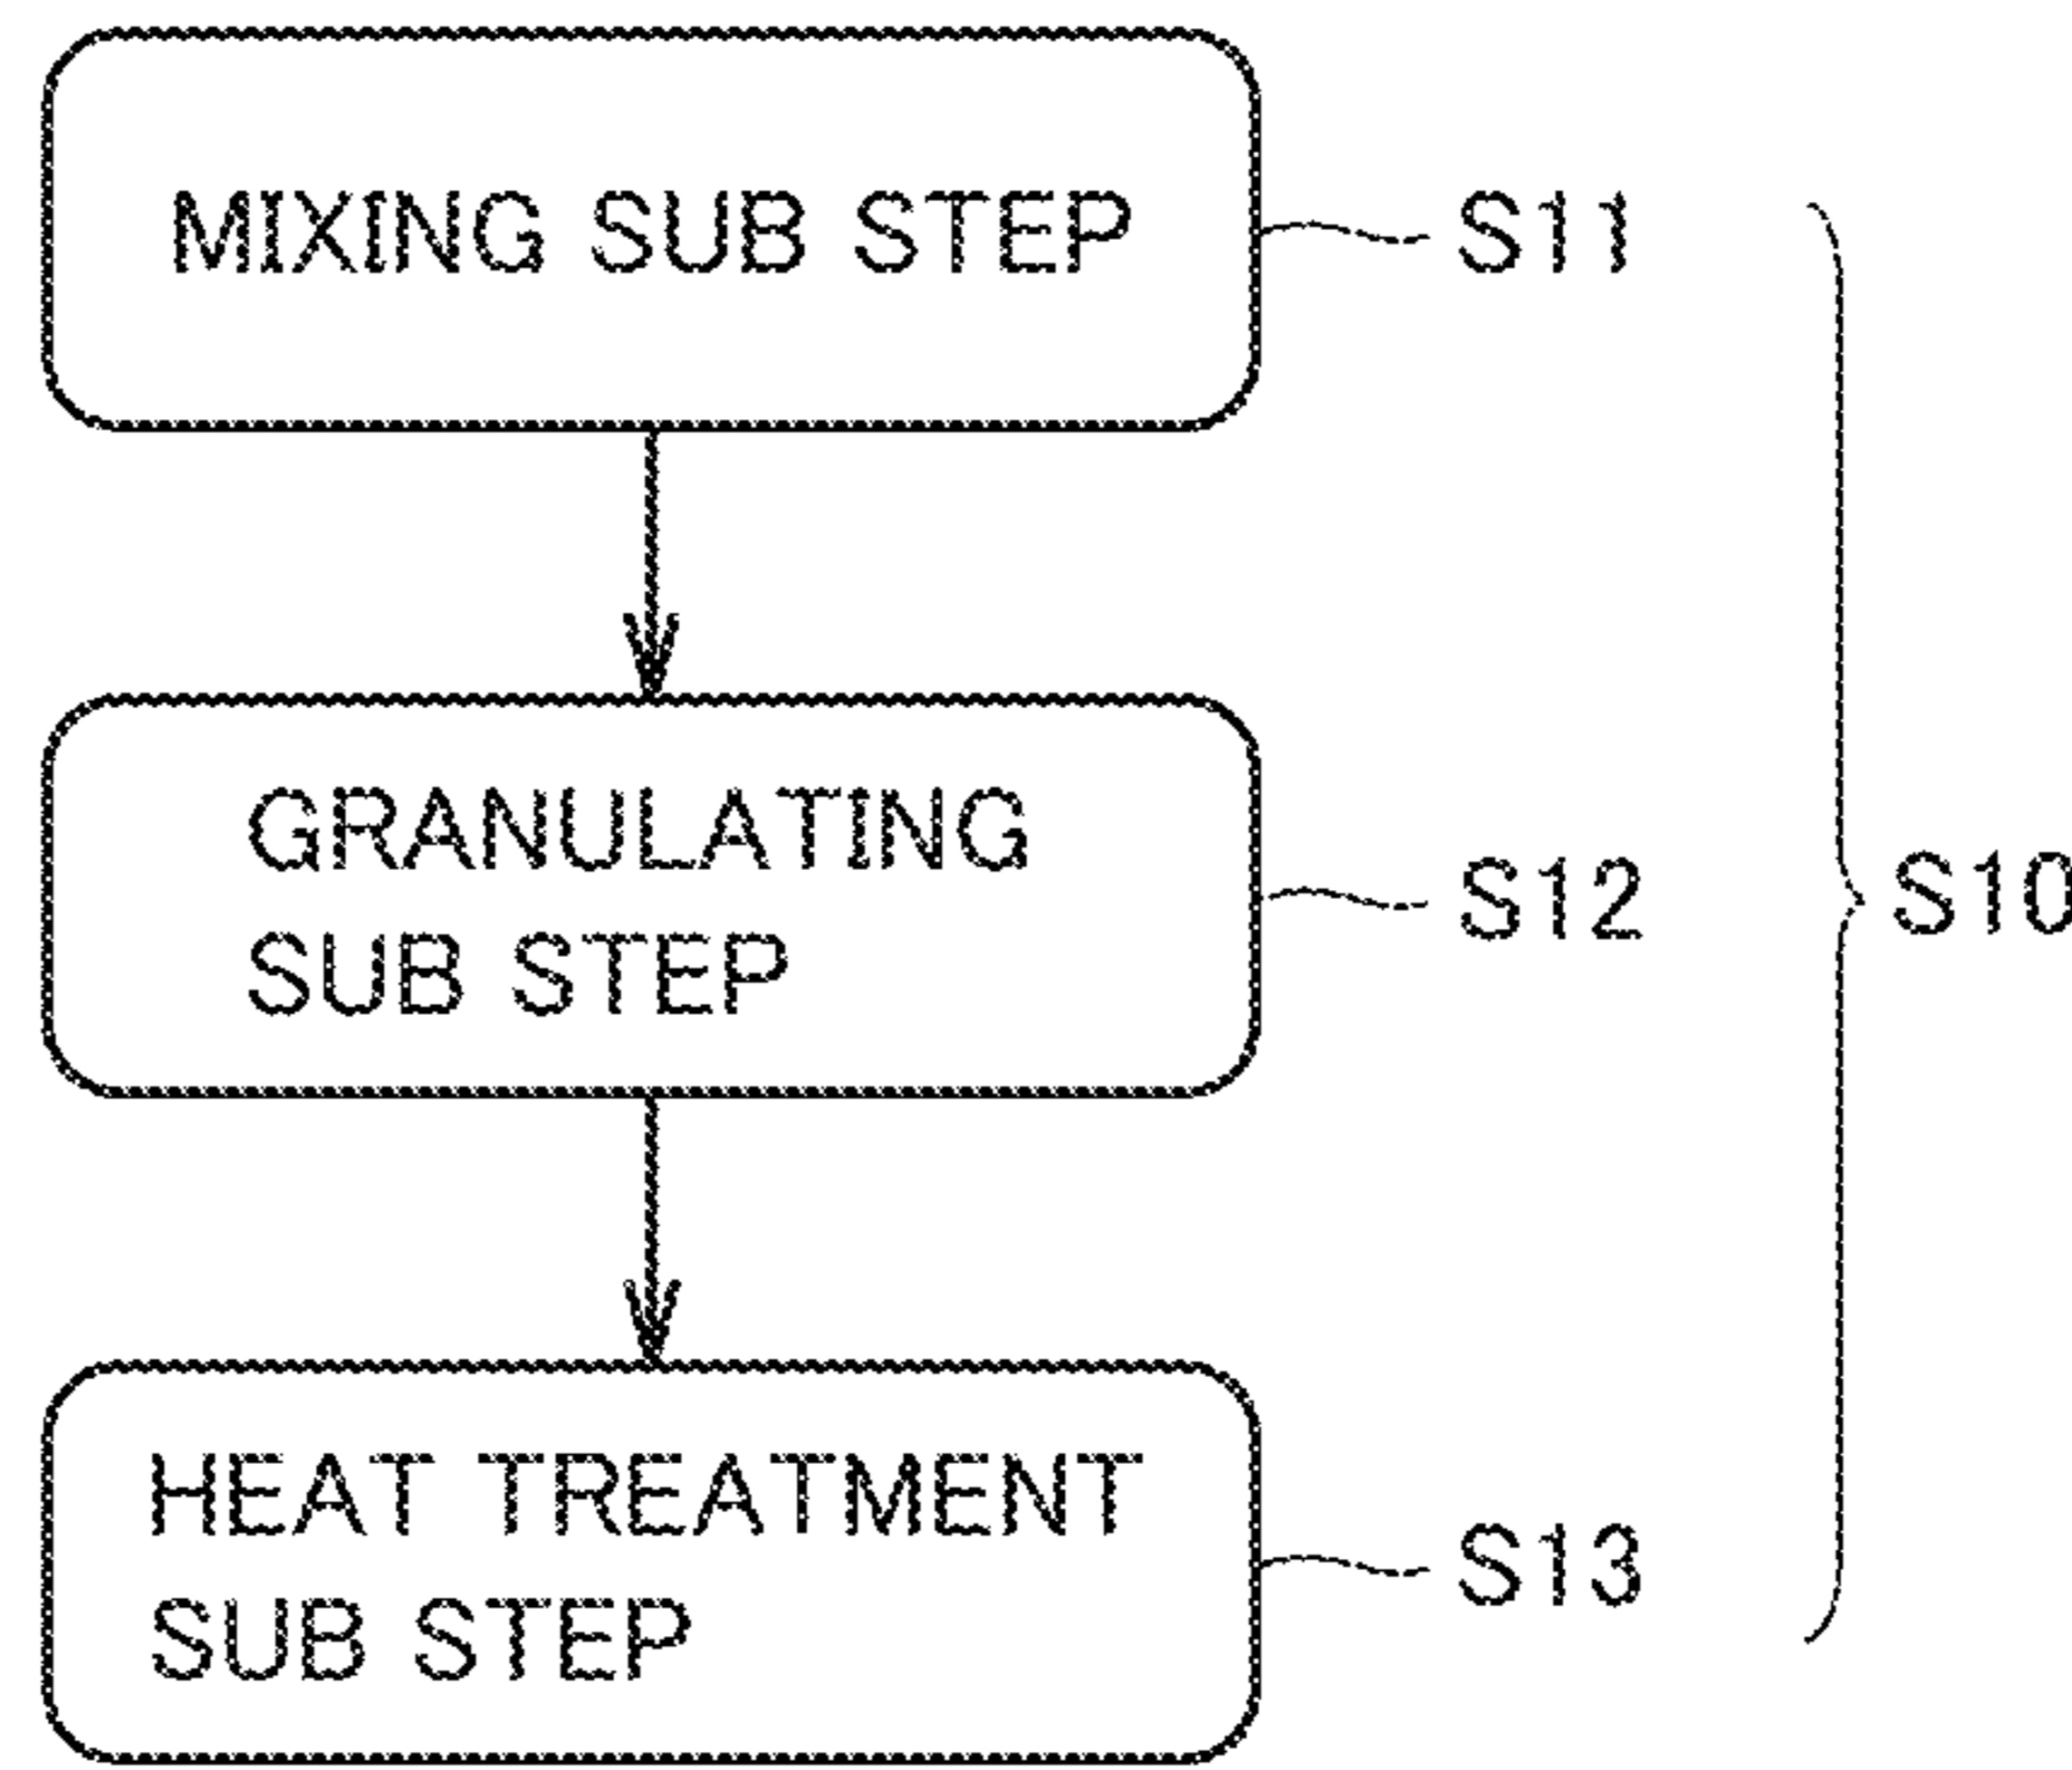 MIXING SUB STEP
S11
GRANULATING
SUB STEP
S12
S10
HEAT TREATMENT
SUB STEP
S13